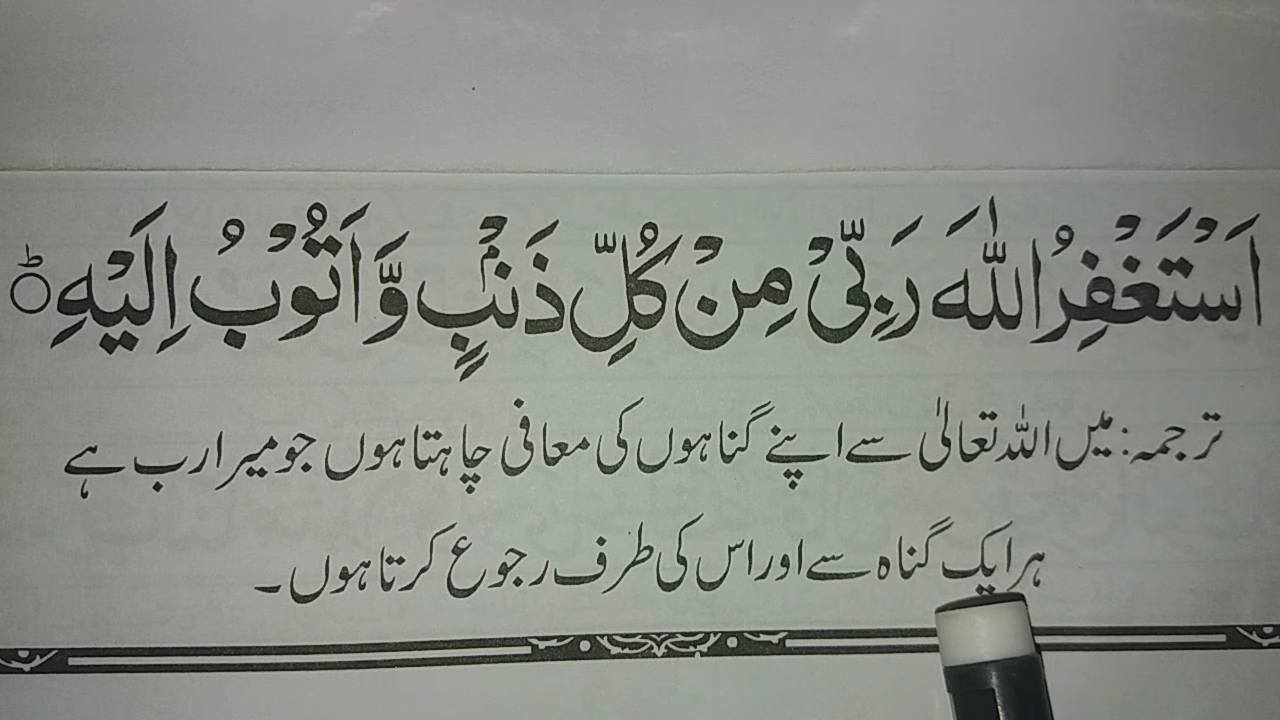 اَسْتَغْفِرُ اللّٰهَ رَبِّیْ مِنْ كُلِّ ذَنْۢبٍ وَّاَتُوْبُ اِلَیْهِ ؕ
ترجمہ: میں اللہ تعالیٰ سے اپنے گناہوں کی معافی چاہتا ہوں جو میرا رب ہے
ہر ایک گناہ سے اور اس کی طرف رجوع کرتا ہوں۔